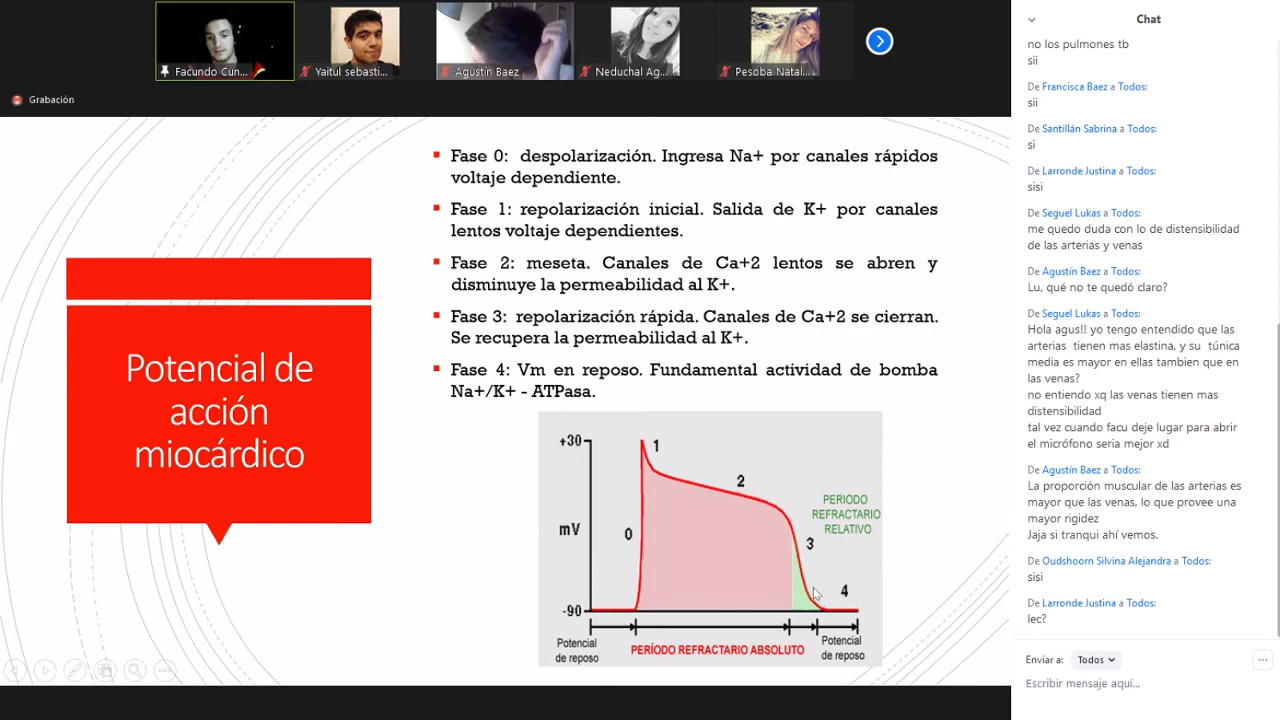 Facundo Cun...
Yaitul sebasti...
Agustín Baez
Neduchal Ag...
Pesoba Natal...
Grabación
Fase 0: despolarización. Ingresa Na+ por canales rápidos
voltaje dependiente.
Fase 1: repolarización inicial. Salida de K+ por canales
lentos voltaje dependientes.
Fase 2: meseta. Canales de Ca+2 lentos se abren y
disminuye la permeabilidad al K+.
Fase 3: repolarización rápida. Canales de Ca+2 se cierran.
Se recupera la permeabilidad al K+.
Fase 4: Vm en reposo. Fundamental actividad de bomba
Na+/K+ - ATPasa.
Potencial de
acción
miocárdico
+30
1
2
PERIODO
REFRACTARIO
RELATIVO
mV
0
3
4
-90
Potencial
de reposo
PERÍODO REFRACTARIO ABSOLUTO
Potencial
de reposo
Chat
no los pulmones tb
sii
De Francisca Baez a Todos:
sii
De Santillán Sabrina a Todos:
si
De Larronde Justina a Todos:
sisi
De Seguel Lukas a Todos:
me quedo duda con lo de distensibilidad
de las arterias y venas
De Agustín Baez a Todos:
Lu, qué no te quedó claro?
De Seguel Lukas a Todos:
Hola agus!! yo tengo entendido que las
arterias tienen mas elastina, y su túnica
media es mayor en ellas tambien que en
las venas?
no entiendo xq las venas tienen mas
distensibilidad
tal vez cuando facu deje lugar para abrir
el micrófono seria mejor xd
De Agustín Baez a Todos:
La proporción muscular de las arterias es
mayor que las venas, lo que provee una
mayor rigidez
Jaja si tranqui ahí vemos.
De Oudshoorn Silvina Alejandra a Todos:
sisi
De Larronde Justina a Todos:
lec?
Enviar a: Todos
Escribir mensaje aquí...